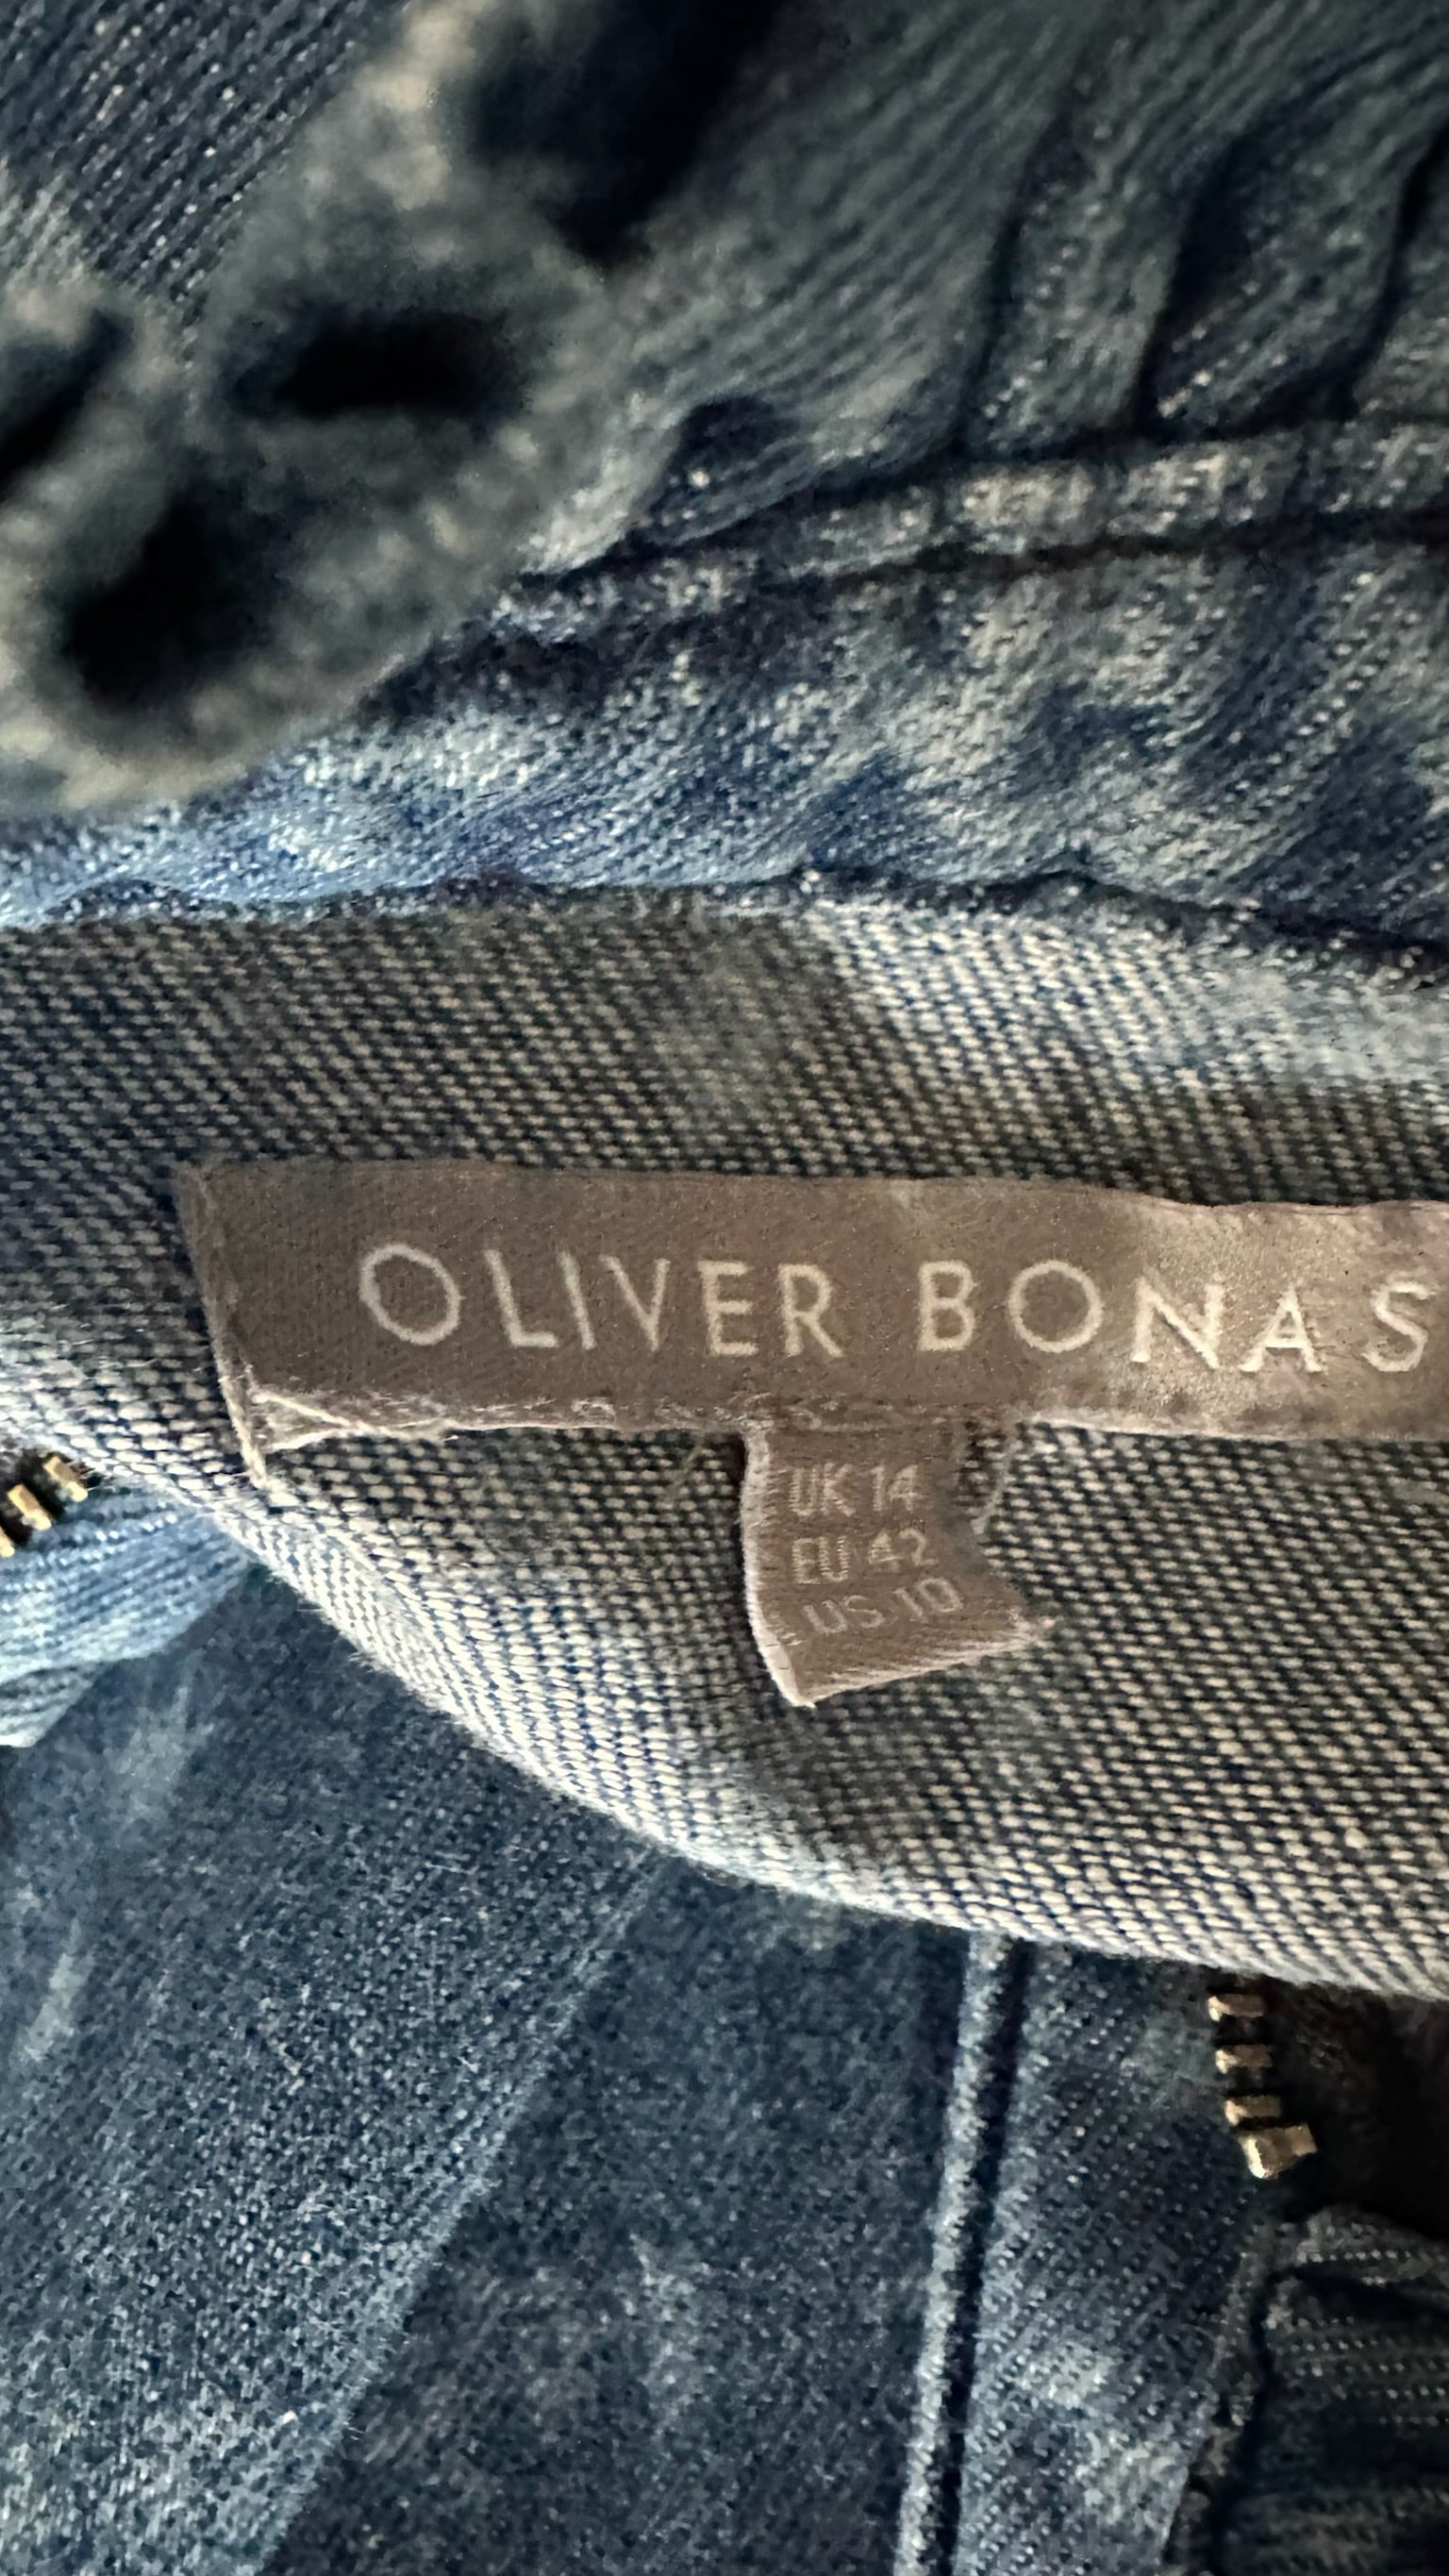 OLIVER BONAS
UK 14
EU 42
US 10